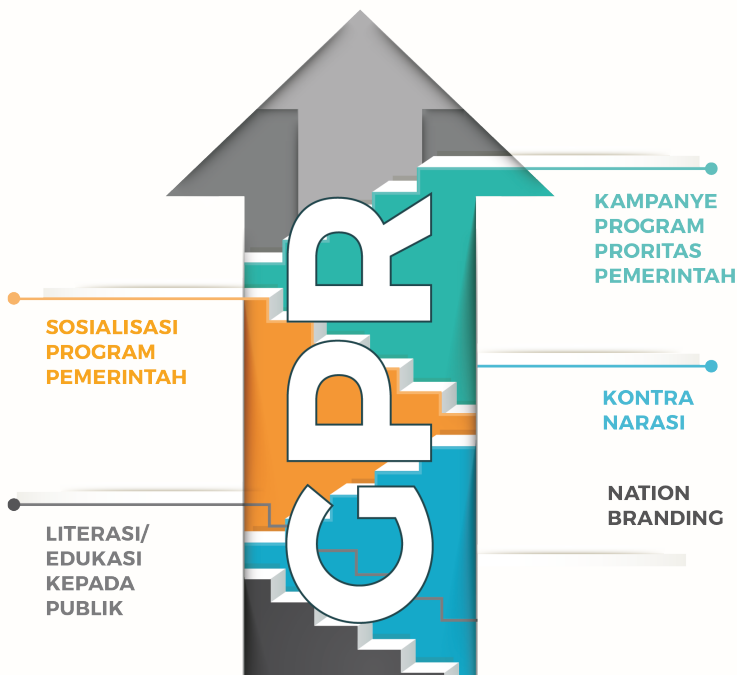 KAMPANYE
PROGRAM
PRORITAS
PEMERINTAH
SOSIALISASI
PROGRAM
PEMERINTAH
KONTRA
NARASI
NATION
BRANDING
LITERASI/
EDUKASI
KEPADA
PUBLIK
GPR